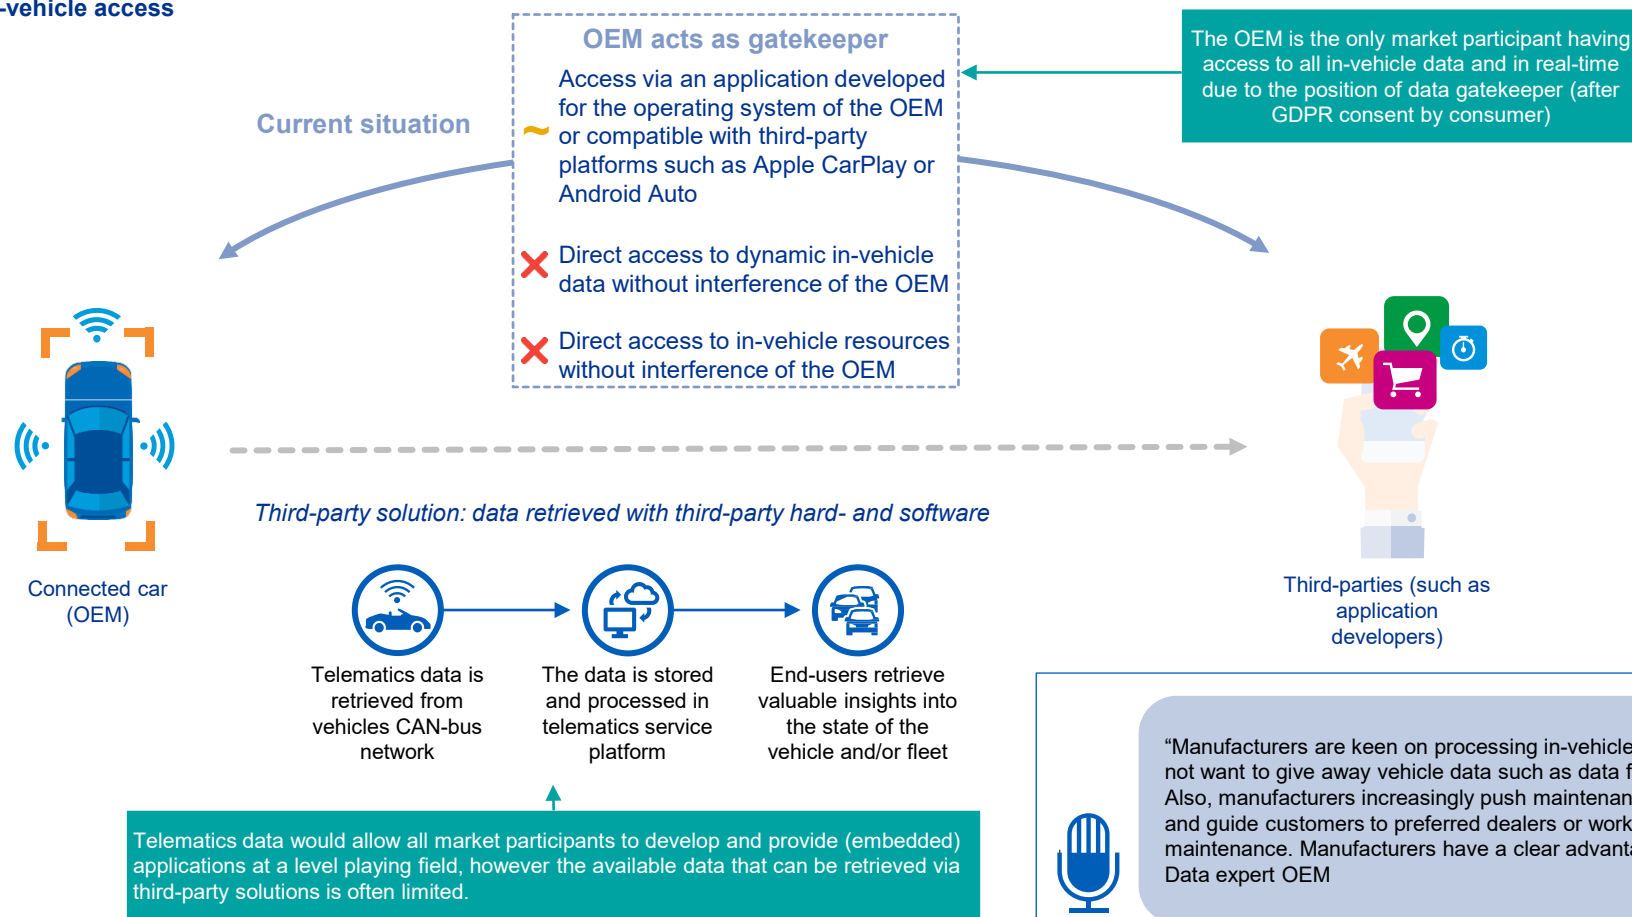 -vehicle access
OEM acts as gatekeeper
Access via an application developed
for the operating system of the OEM
~ or compatible with third-party
platforms such as Apple CarPlay or
Android Auto
Direct access to dynamic in-vehicle
data without interference of the OEM
Direct access to in-vehicle resources
without interference of the OEM
The OEM is the only market participant having
access to all in-vehicle data and in real-time
due to the position of data gatekeeper (after
GDPR consent by consumer)
Current situation
Connected car
(OEM)
Third-parties (such as
application
developers)
Third-party solution: data retrieved with third-party hard- and software
Telematics data is
retrieved from
vehicles CAN-bus
network
The data is stored
and processed in
telematics service
platform
End-users retrieve
valuable insights into
the state of the
vehicle and/or fleet
Telematics data would allow all market participants to develop and provide (embedded)
applications at a level playing field, however the available data that can be retrieved via
third-party solutions is often limited.
“Manufacturers are keen on processing in-vehicle
not want to give away vehicle data such as data f
Also, manufacturers increasingly push maintenan
and guide customers to preferred dealers or work
maintenance. Manufacturers have a clear advanta
Data expert OEM